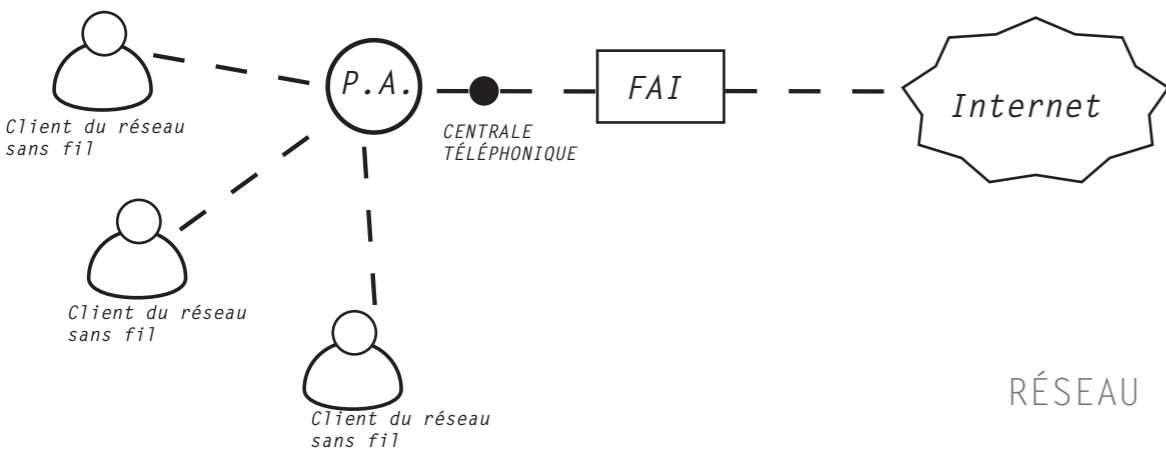 P.A.
FAI
Internet
Client du réseau
sans fil
CENTRALE
TÉLÉPHONIQUE
Client du réseau
sans fil
Client du réseau
sans fil
RÉSEAU